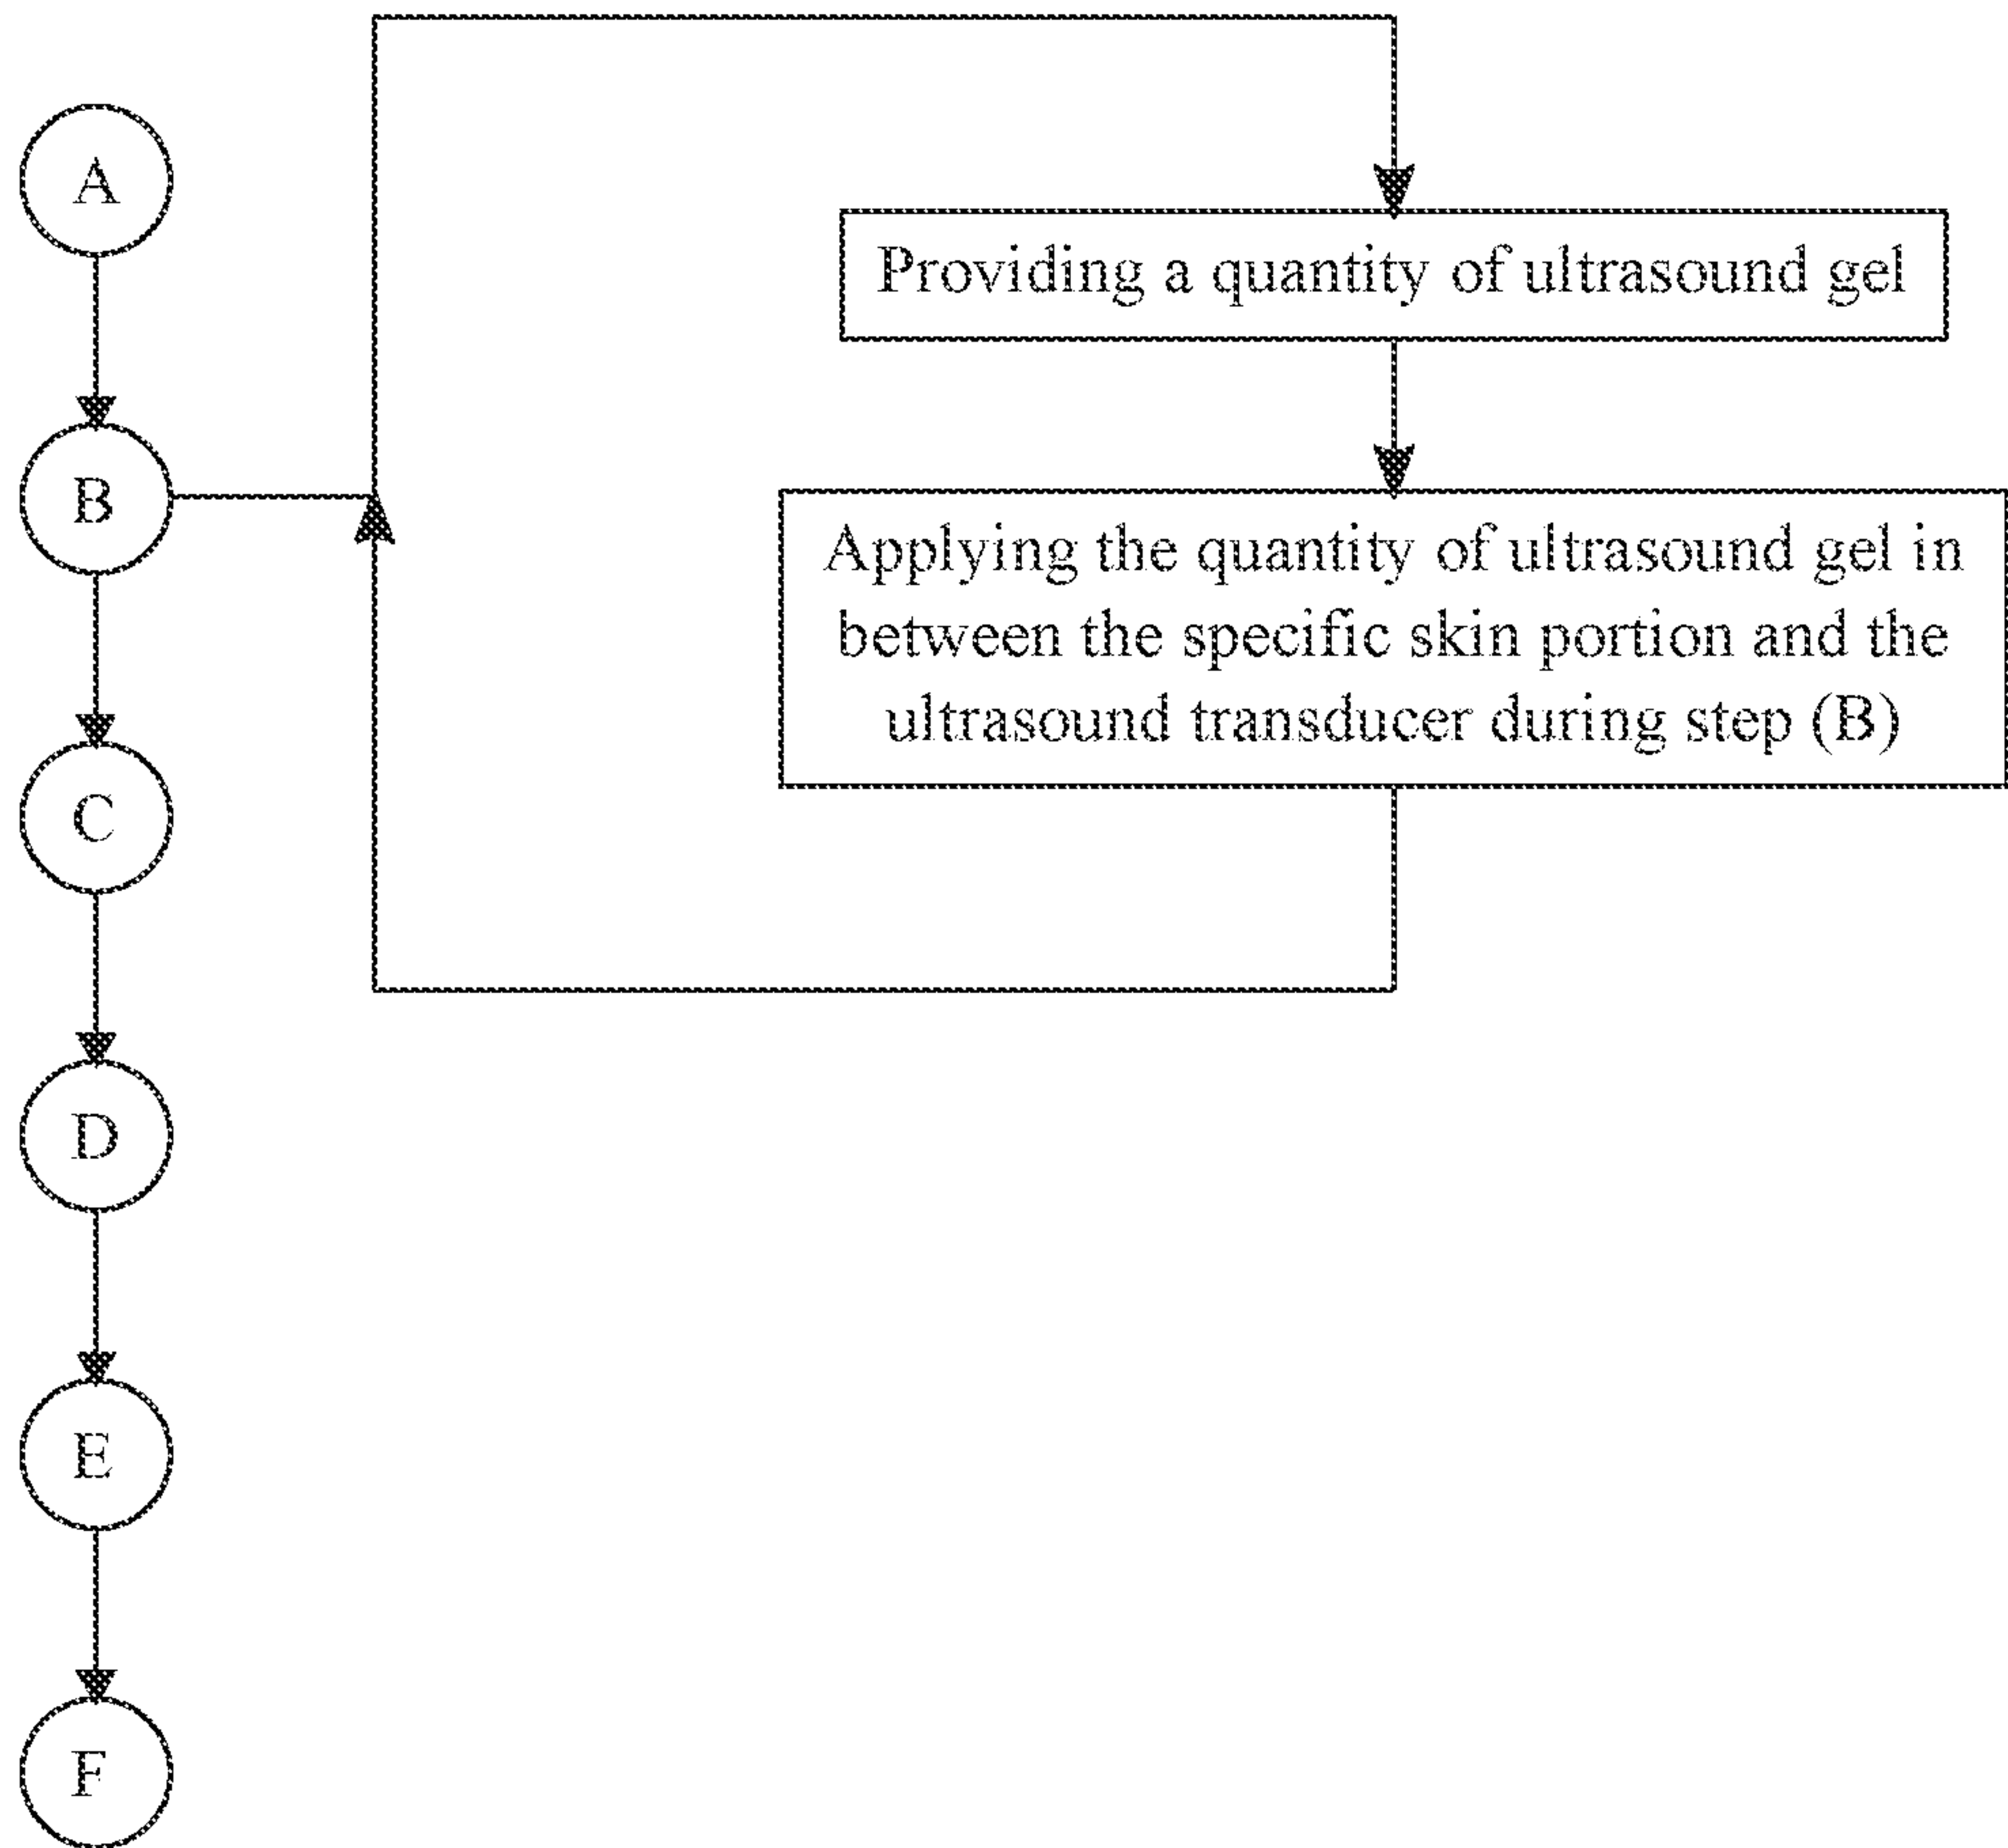 A
Providing a quantity of ultrasound gel
B
Applying the quantity of ultrasound gel in
between the specific skin portion and the
ultrasound transducer during step (B)
C
D
E
F